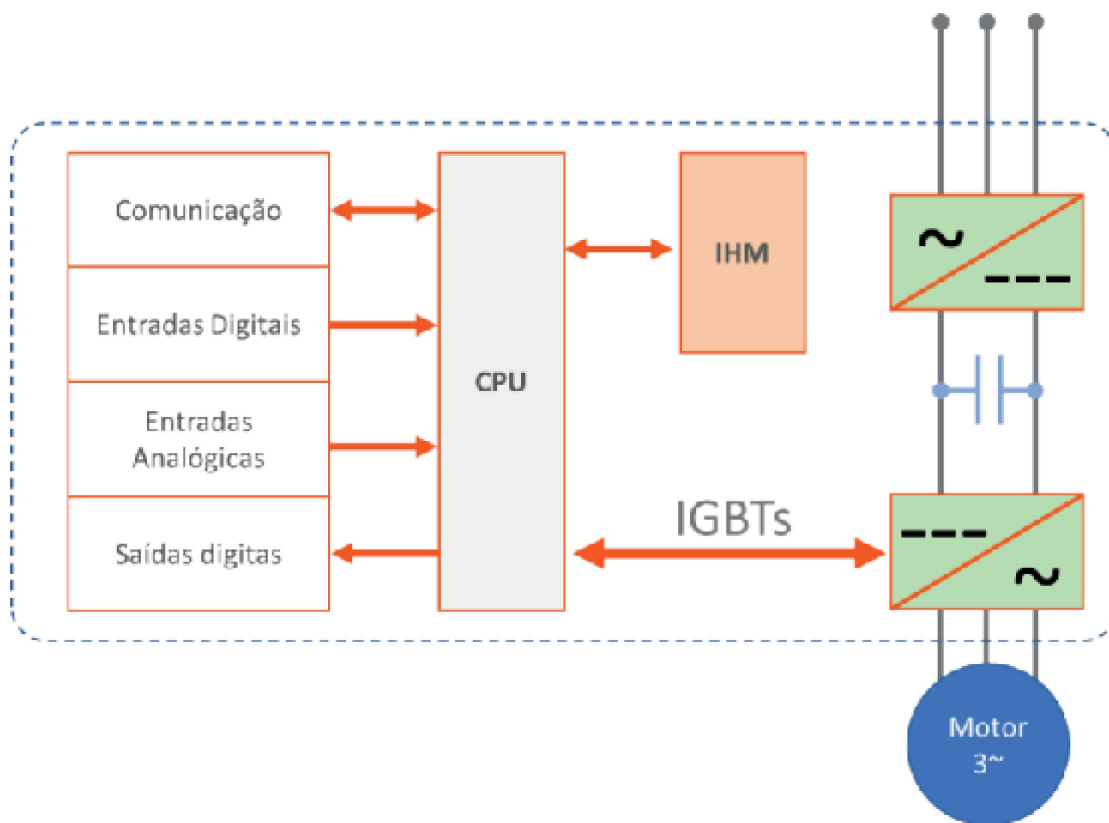 Comunicação
Entradas Digitais
Entradas
Analógicas
Saídas digitas
CPU
IHM
IGBTs
Motor
3~